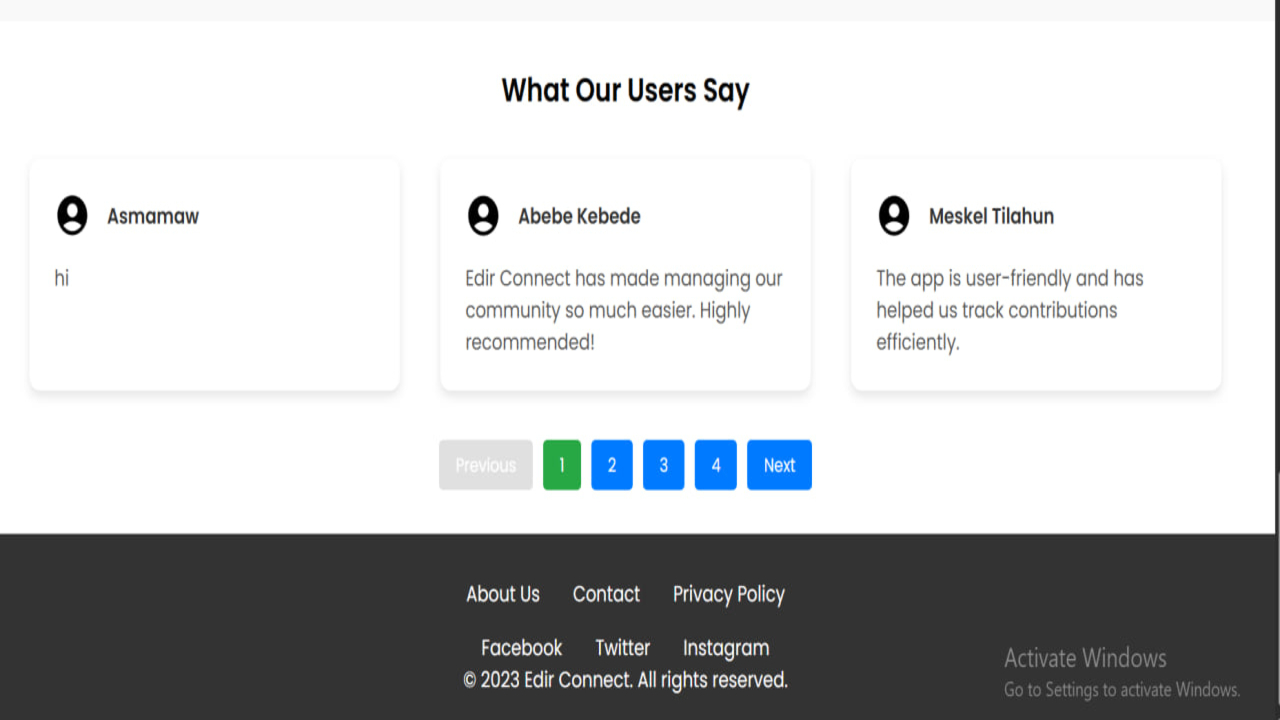 What Our Users Say
Asmamaw
hi
Abebe Kebede
Edir Connect has made managing our
community so much easier. Highly
recommended!
Meskel Tilahun
The app is user-friendly and has
helped us track contributions
efficiently.
Previous 1 2 3 4 Next
About Us Contact Privacy Policy
Facebook Twitter Instagram
© 2023 Edir Connect. All rights reserved.
Activate Windows
Go to Settings to activate Windows.